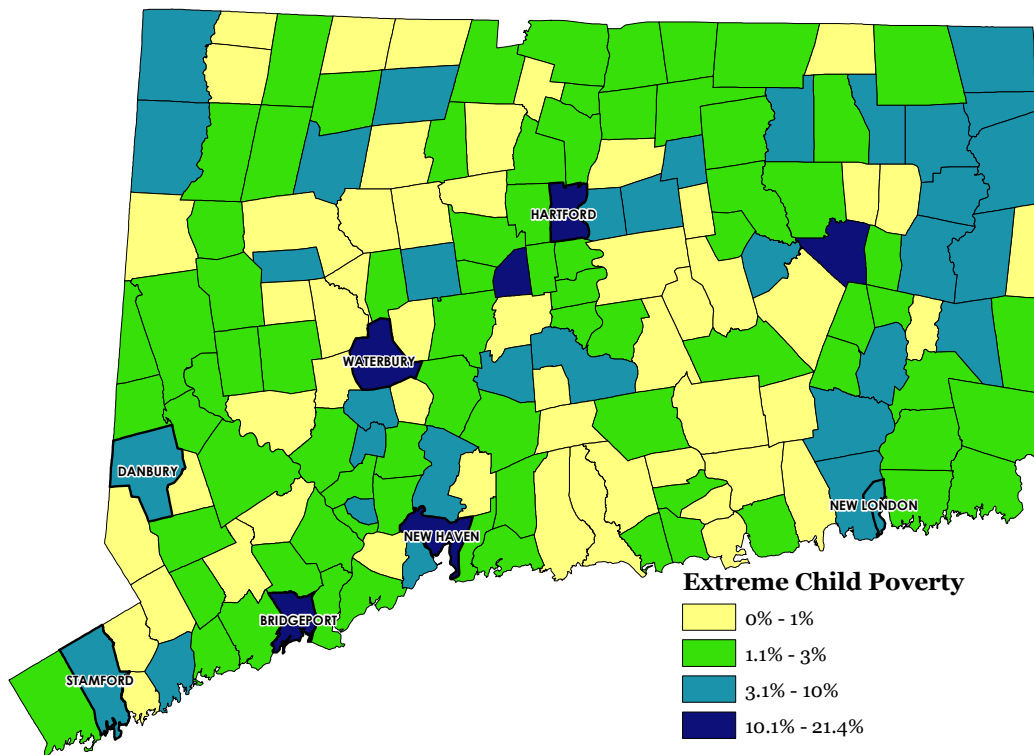 HARTFORD
WATERBURY
DANBURY
NEW LONDON
NEW HAVEN
BRIDGEPORT
STAMFORD
Extreme Child Poverty
0% - 1%
1.1% - 3%
3.1% - 10%
10.1% - 21.4%